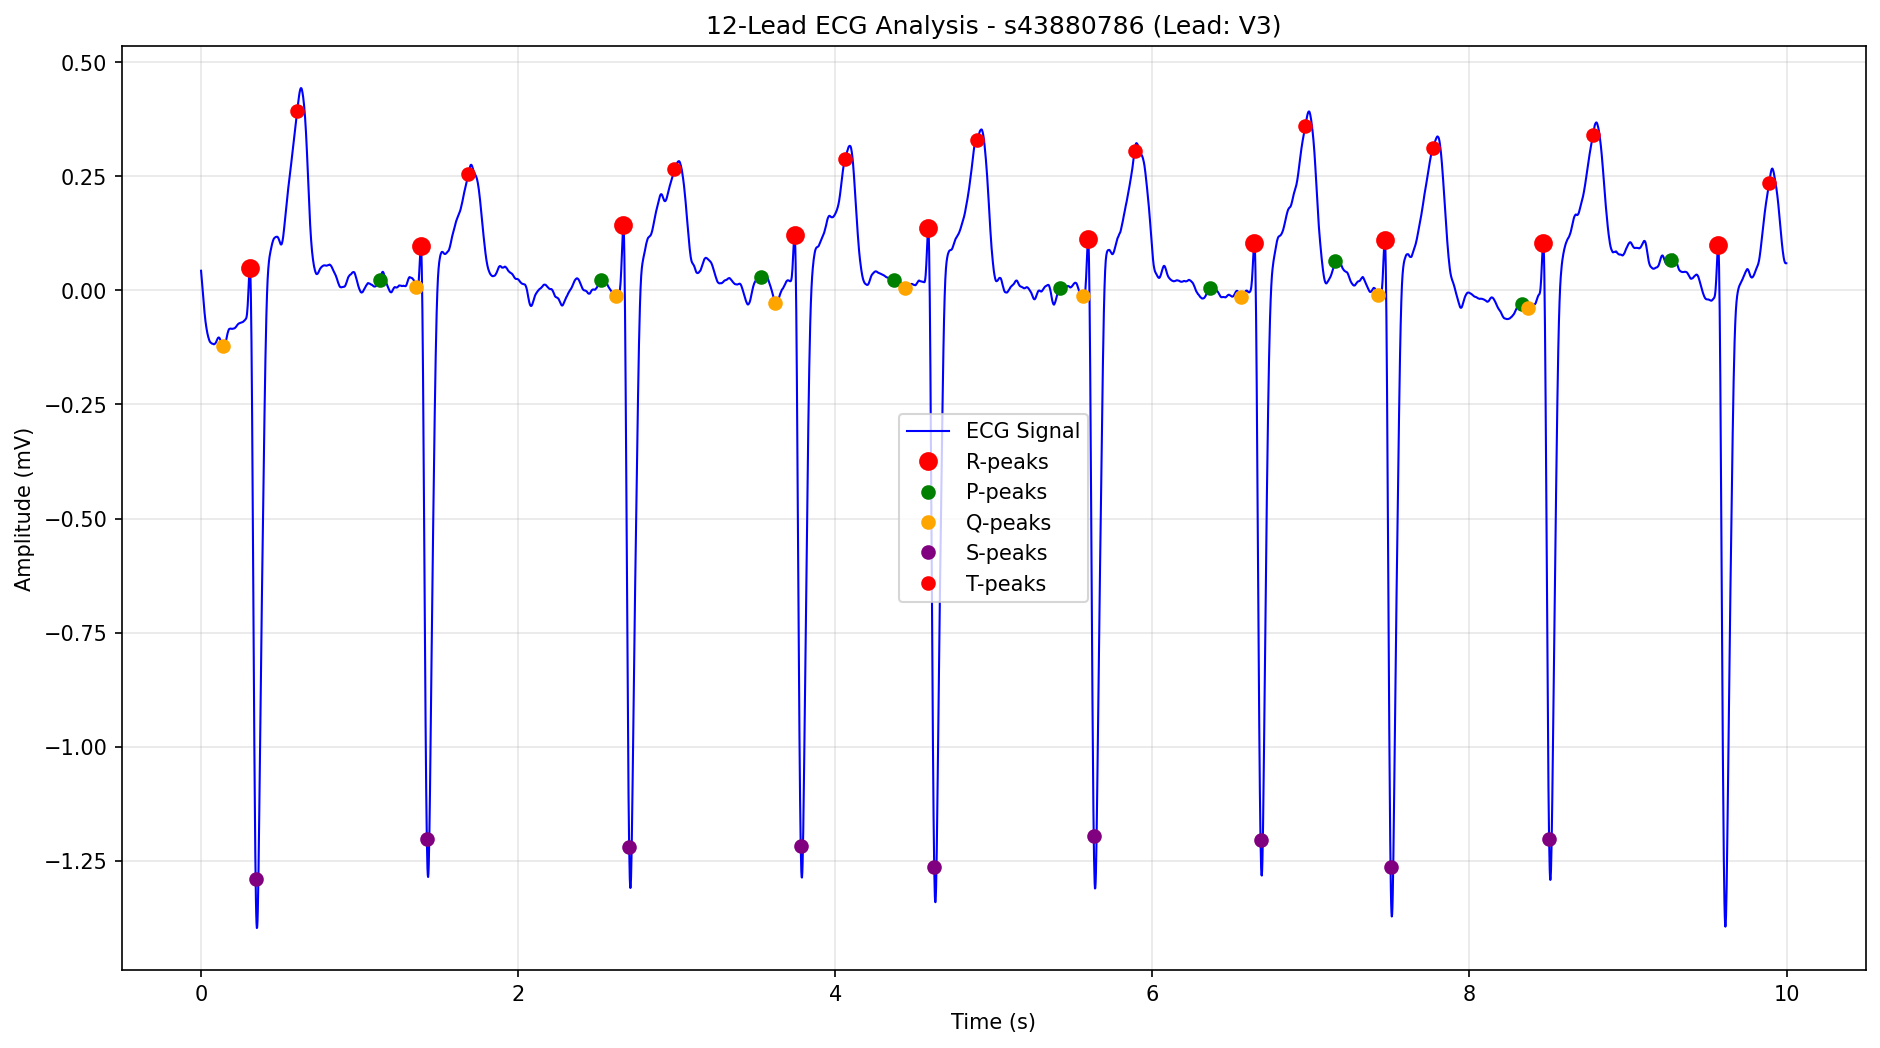 12-Lead ECG Analysis - s43880786 (Lead: V3)
Amplitude (mV)
0.50
0.25
0.00
−0.25
−0.50
−0.75
−1.00
−1.25
ECG Signal
R-peaks
P-peaks
Q-peaks
S-peaks
T-peaks
0 2 4 6 8 10
Time (s)